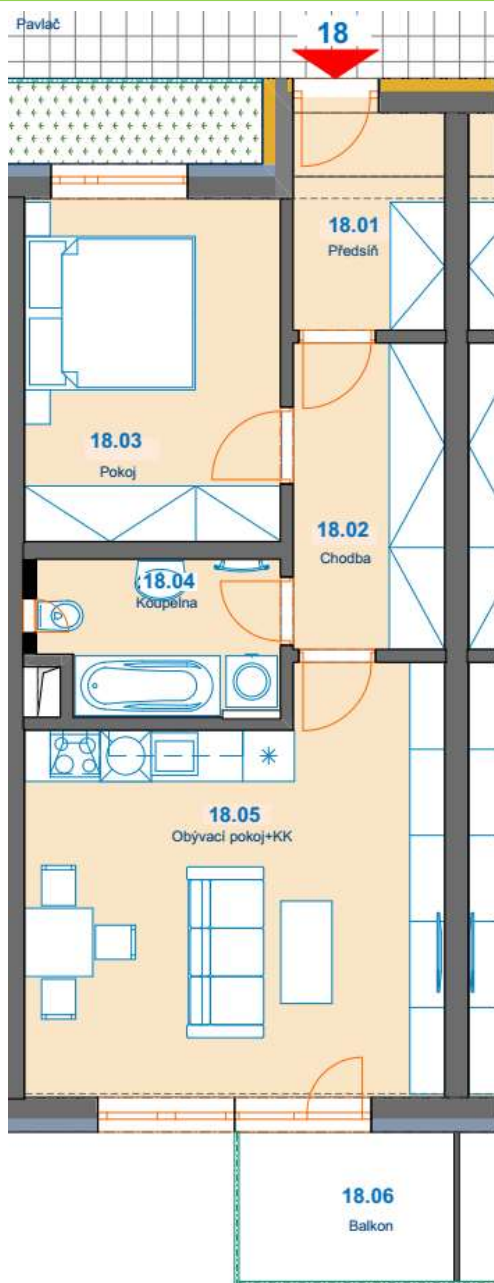 Pavlač
18
18.01
Předsíň
18.03
Pokoj
18.02
Chodba
18.04
Koupelna
18.05
Obývací pokoj+KK
18.06
Balkon